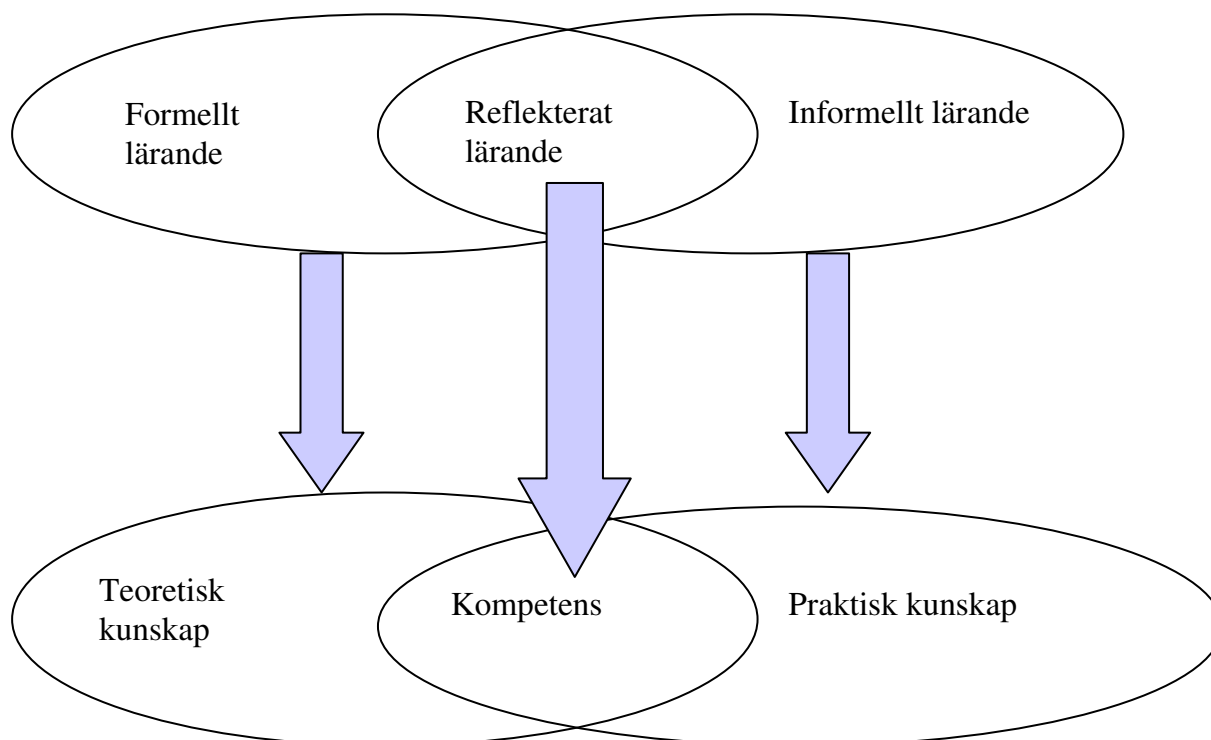 Formellt
lärande
Reflekterat
lärande
Informellt lärande
Teoretisk
kunskap
Kompetens
Praktisk kunskap